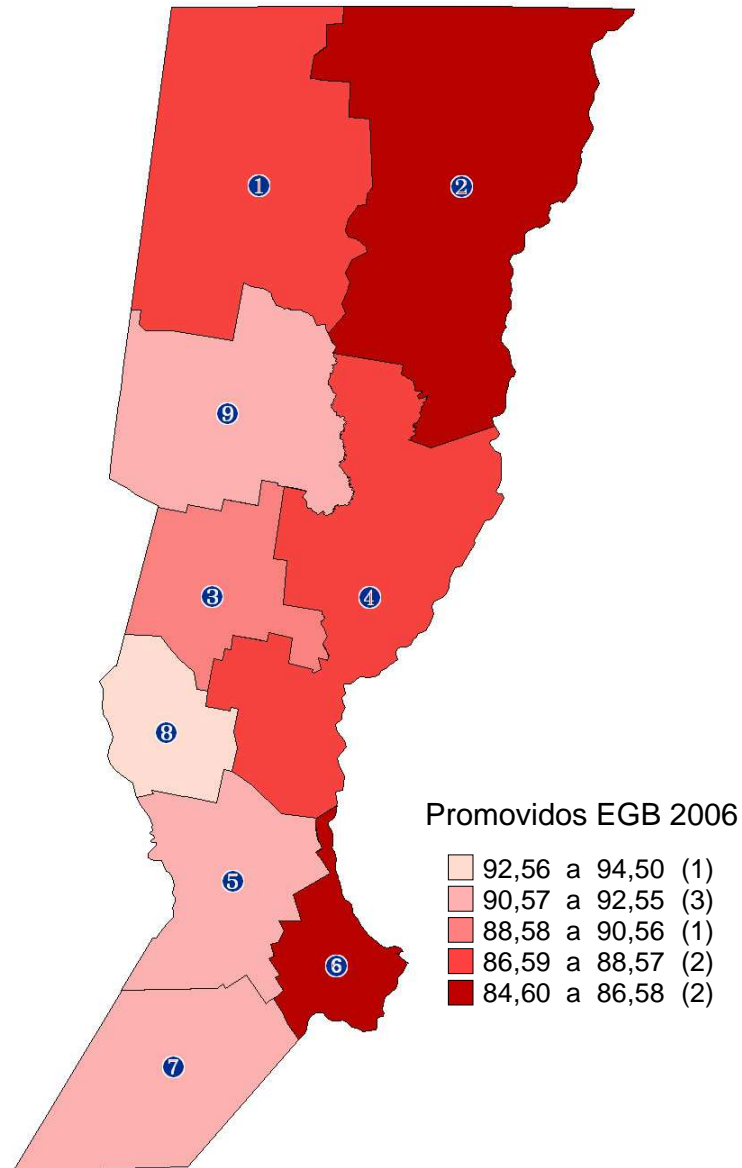 1
2
9
3
4
8
Promovidos EGB 2006
92,56 a 94,50 (1)
90,57 a 92,55 (3)
88,58 a 90,56 (1)
86,59 a 88,57 (2)
84,60 a 86,58 (2)
5
6
7